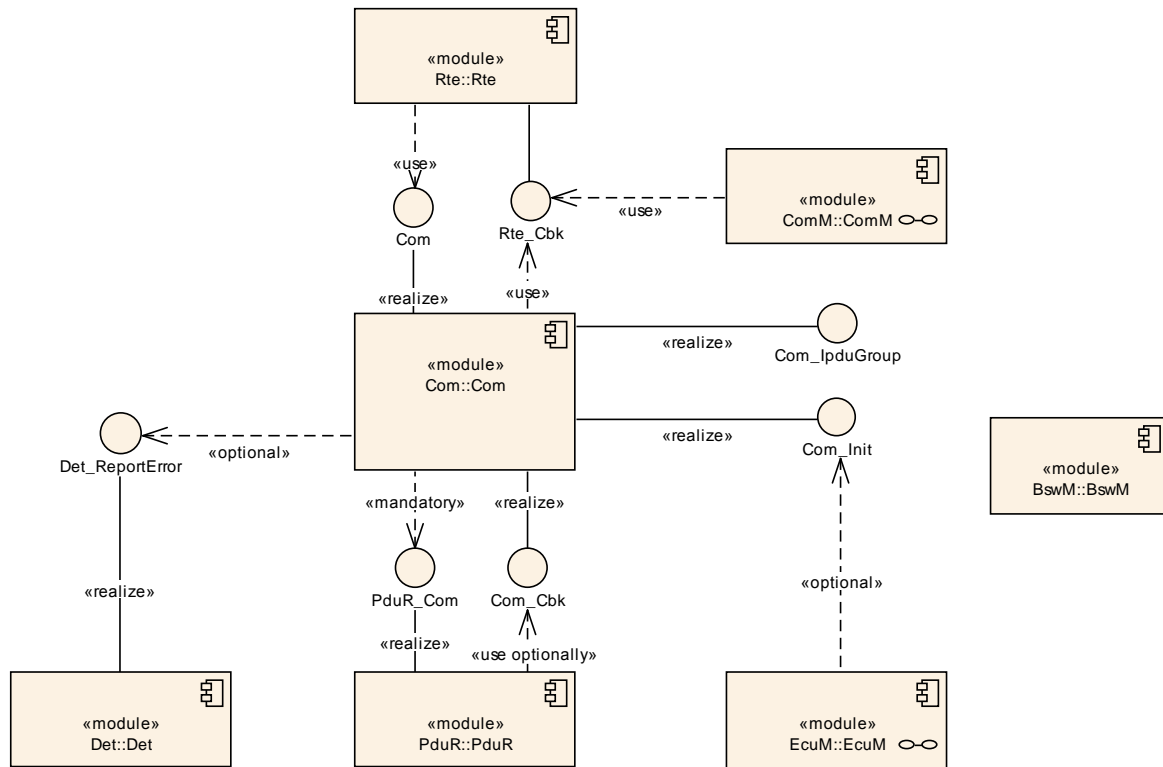 «module»
Rte::Rte
«use»
Com
Rte_Cbk
«use»
«module»
ComM::ComM
«realize»
«use»
«module»
Com::Com
«realize»
Com_IpduGroup
«realize»
Com_Init
Det_ReportError
«optional»
«module»
BswM::BswM
«mandatory»
«realize»
«realize»
PduR_Com
Com_Cbk
«optional»
«realize»
«use optionally»
«module»
Det::Det
«module»
PduR::PduR
«module»
EcuM::EcuM